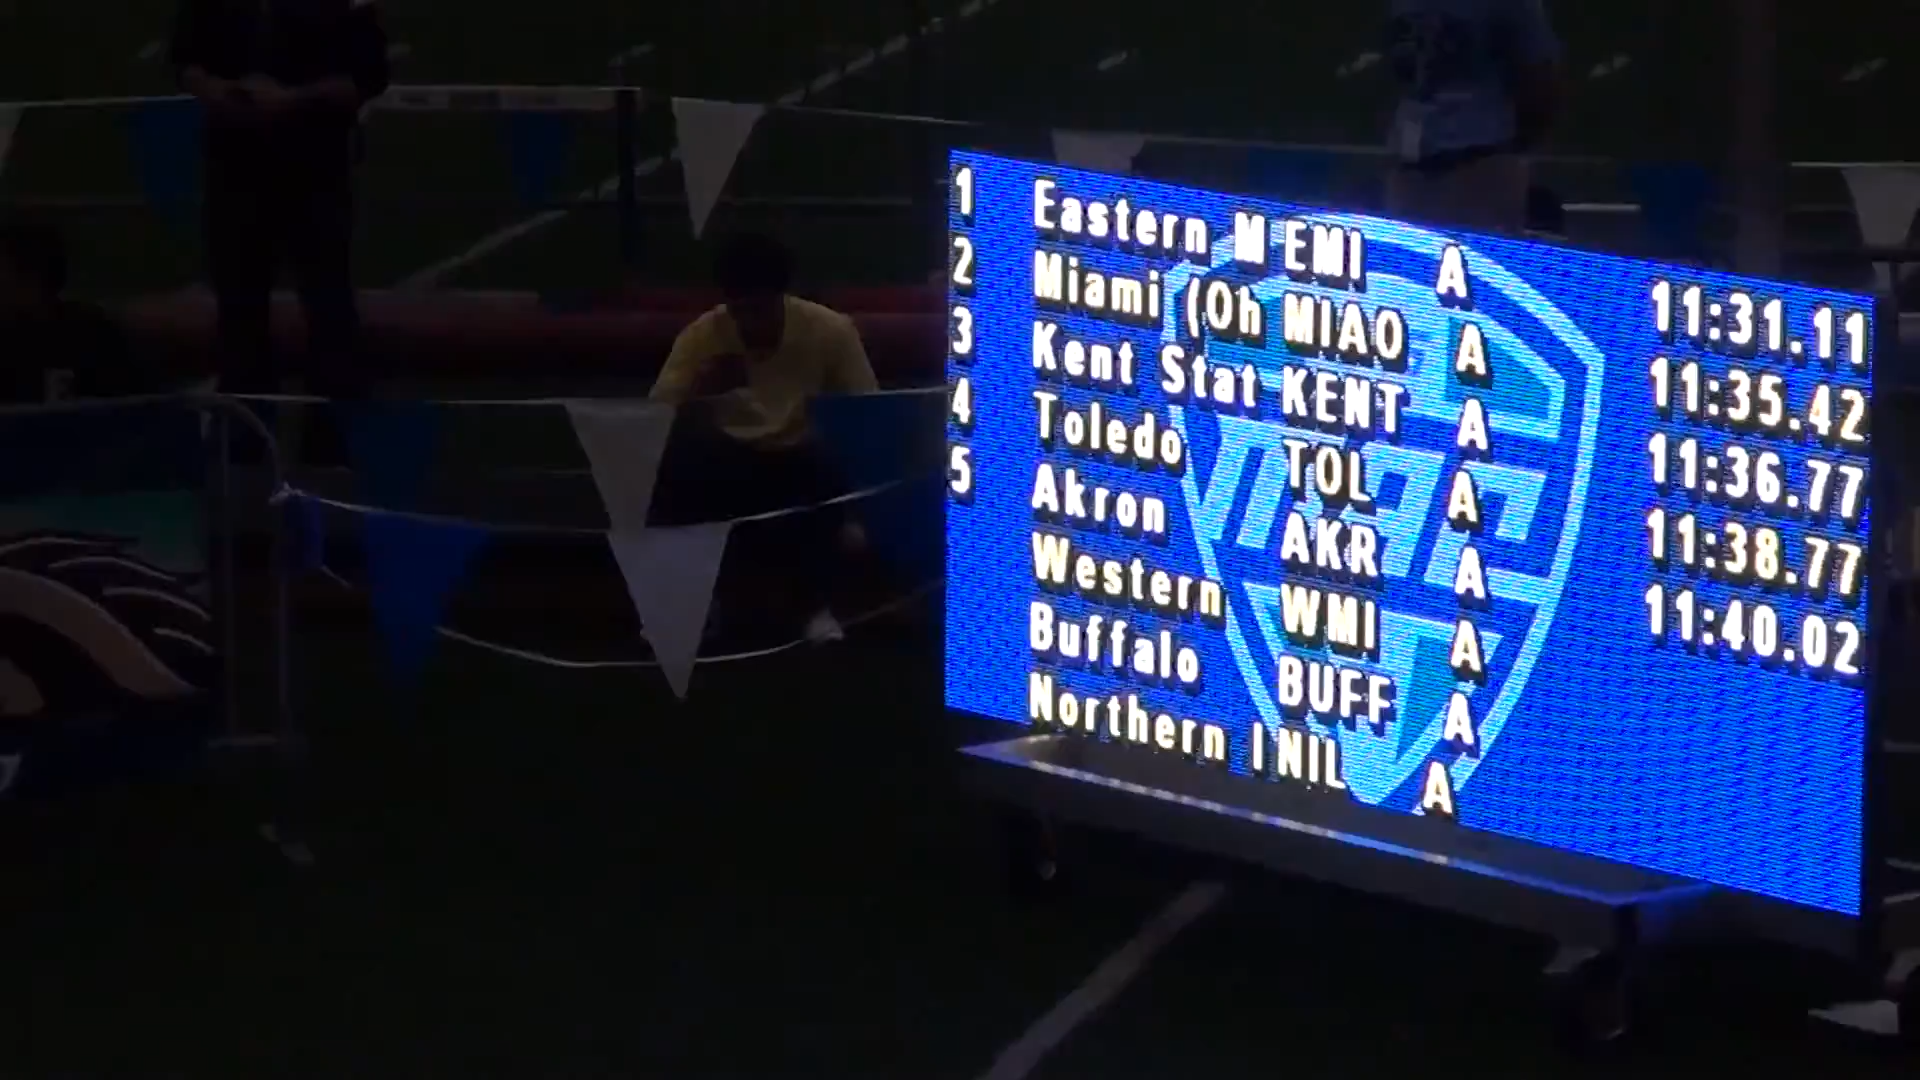 1 Eastern M EMI A 11:31.11
2 Miami (Oh MIAO A 11:35.42
3 Kent Stat KENT A 11:36.77
4 Toledo TOL A 11:38.77
5 Akron AKR A 11:40.02
Western WMI A
Buffalo BUFF A
Northern I NIL A